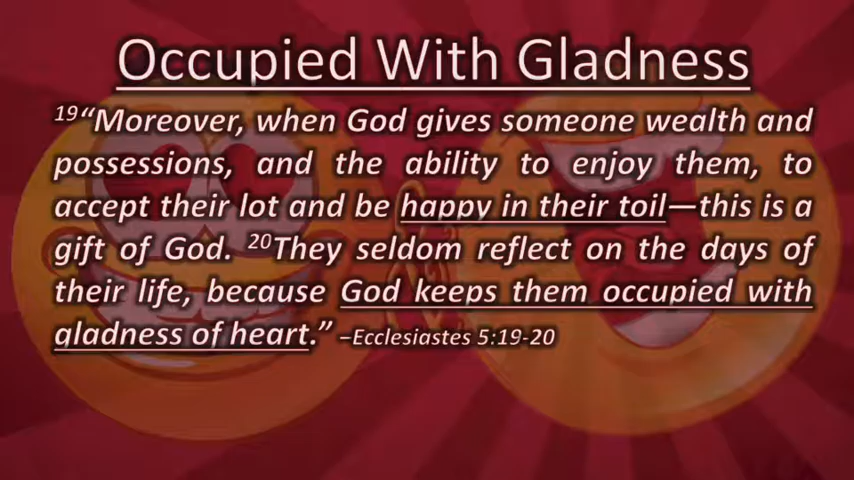 Occupied With Gladness
19“Moreover, when God gives someone wealth and
possessions, and the ability to enjoy them, to
accept their lot and be happy in their toil—this is a
gift of God. 20They seldom reflect on the days of
their life, because God keeps them occupied with
gladness of heart.” –Ecclesiastes 5:19-20